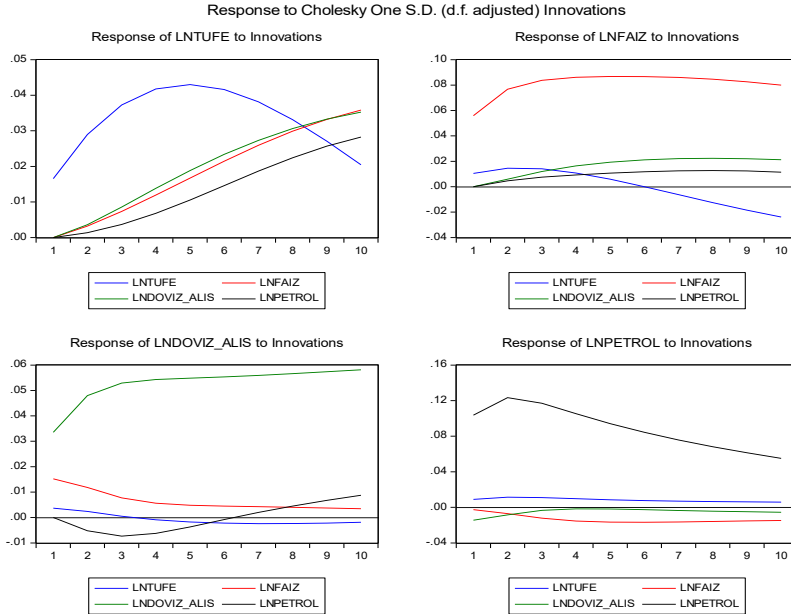 Response to Cholesky One S.D. (d.f. adjusted) Innovations
Response of LNTUFE to Innovations
.05
.04
.03
.02
.01
.00
1 2 3 4 5 6 7 8 9 10
LNTUFE LNFAIZ
LNDOVIZ_ALIS LNPETROL
Response of LNFAIZ to Innovations
.10
.08
.06
.04
.02
.00
-.02
-.04
1 2 3 4 5 6 7 8 9 10
LNTUFE LNFAIZ
LNDOVIZ_ALIS LNPETROL
Response of LNDOVIZ_ALIS to Innovations
.06
.05
.04
.03
.02
.01
.00
-.01
1 2 3 4 5 6 7 8 9 10
LNTUFE LNFAIZ
LNDOVIZ_ALIS LNPETROL
Response of LNPETROL to Innovations
.16
.12
.08
.04
.00
-.04
1 2 3 4 5 6 7 8 9 10
LNTUFE LNFAIZ
LNDOVIZ_ALIS LNPETROL